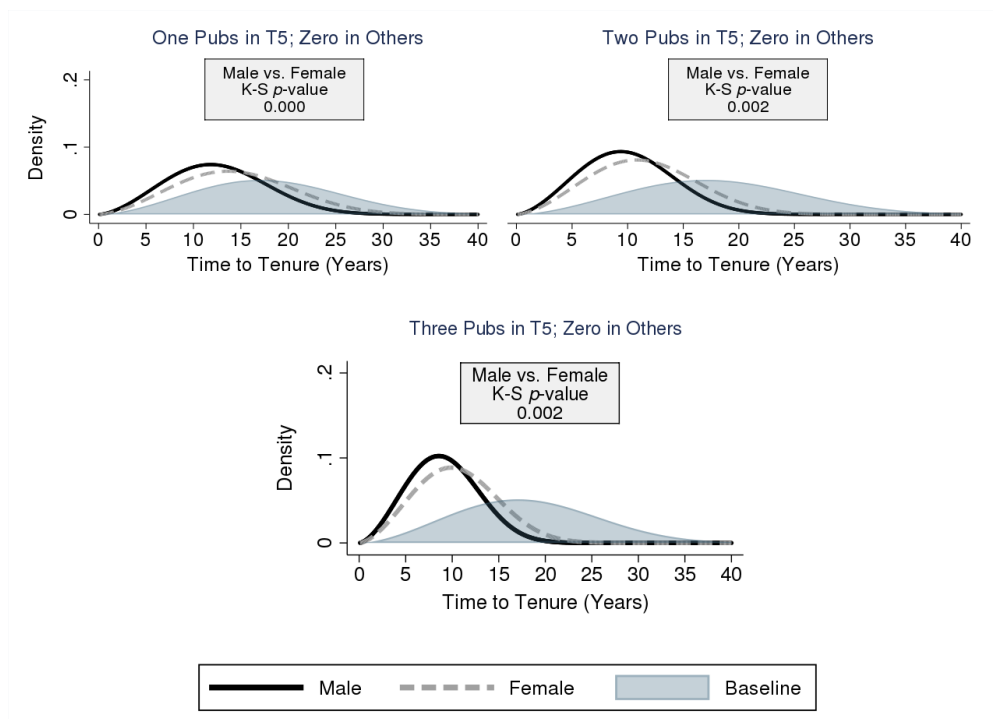 One Pubs in T5; Zero in Others
Male vs. Female
K-S p-value
0.000
Density
.2
.1
0
0 5 10 15 20 25 30 35 40
Time to Tenure (Years)
Two Pubs in T5; Zero in Others
Male vs. Female
K-S p-value
0.002
0 5 10 15 20 25 30 35 40
Time to Tenure (Years)
Three Pubs in T5; Zero in Others
Male vs. Female
K-S p-value
0.002
Density
.2
.1
0
0 5 10 15 20 25 30 35 40
Time to Tenure (Years)
Male Female Baseline